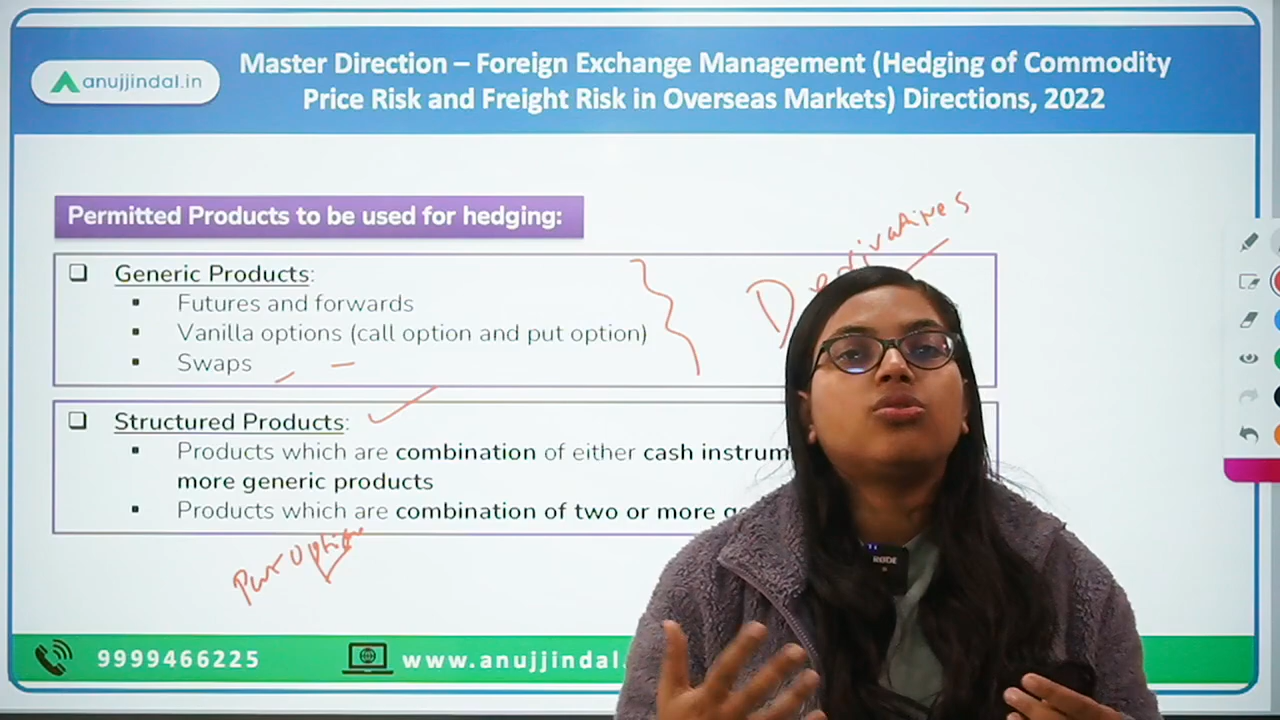 anujjindal.in
Master Direction – Foreign Exchange Management (Hedging of Commodity
Price Risk and Freight Risk in Overseas Markets) Directions, 2022
Permitted Products to be used for hedging:
Generic Products:
Futures and forwards
Vanilla options (call option and put option)
Swaps
Derivatives
Structured Products:
Products which are combination of either cash instrum
more generic products
Products which are combination of two or more
Put option
RØDE
9999466225
www.anujjindal.